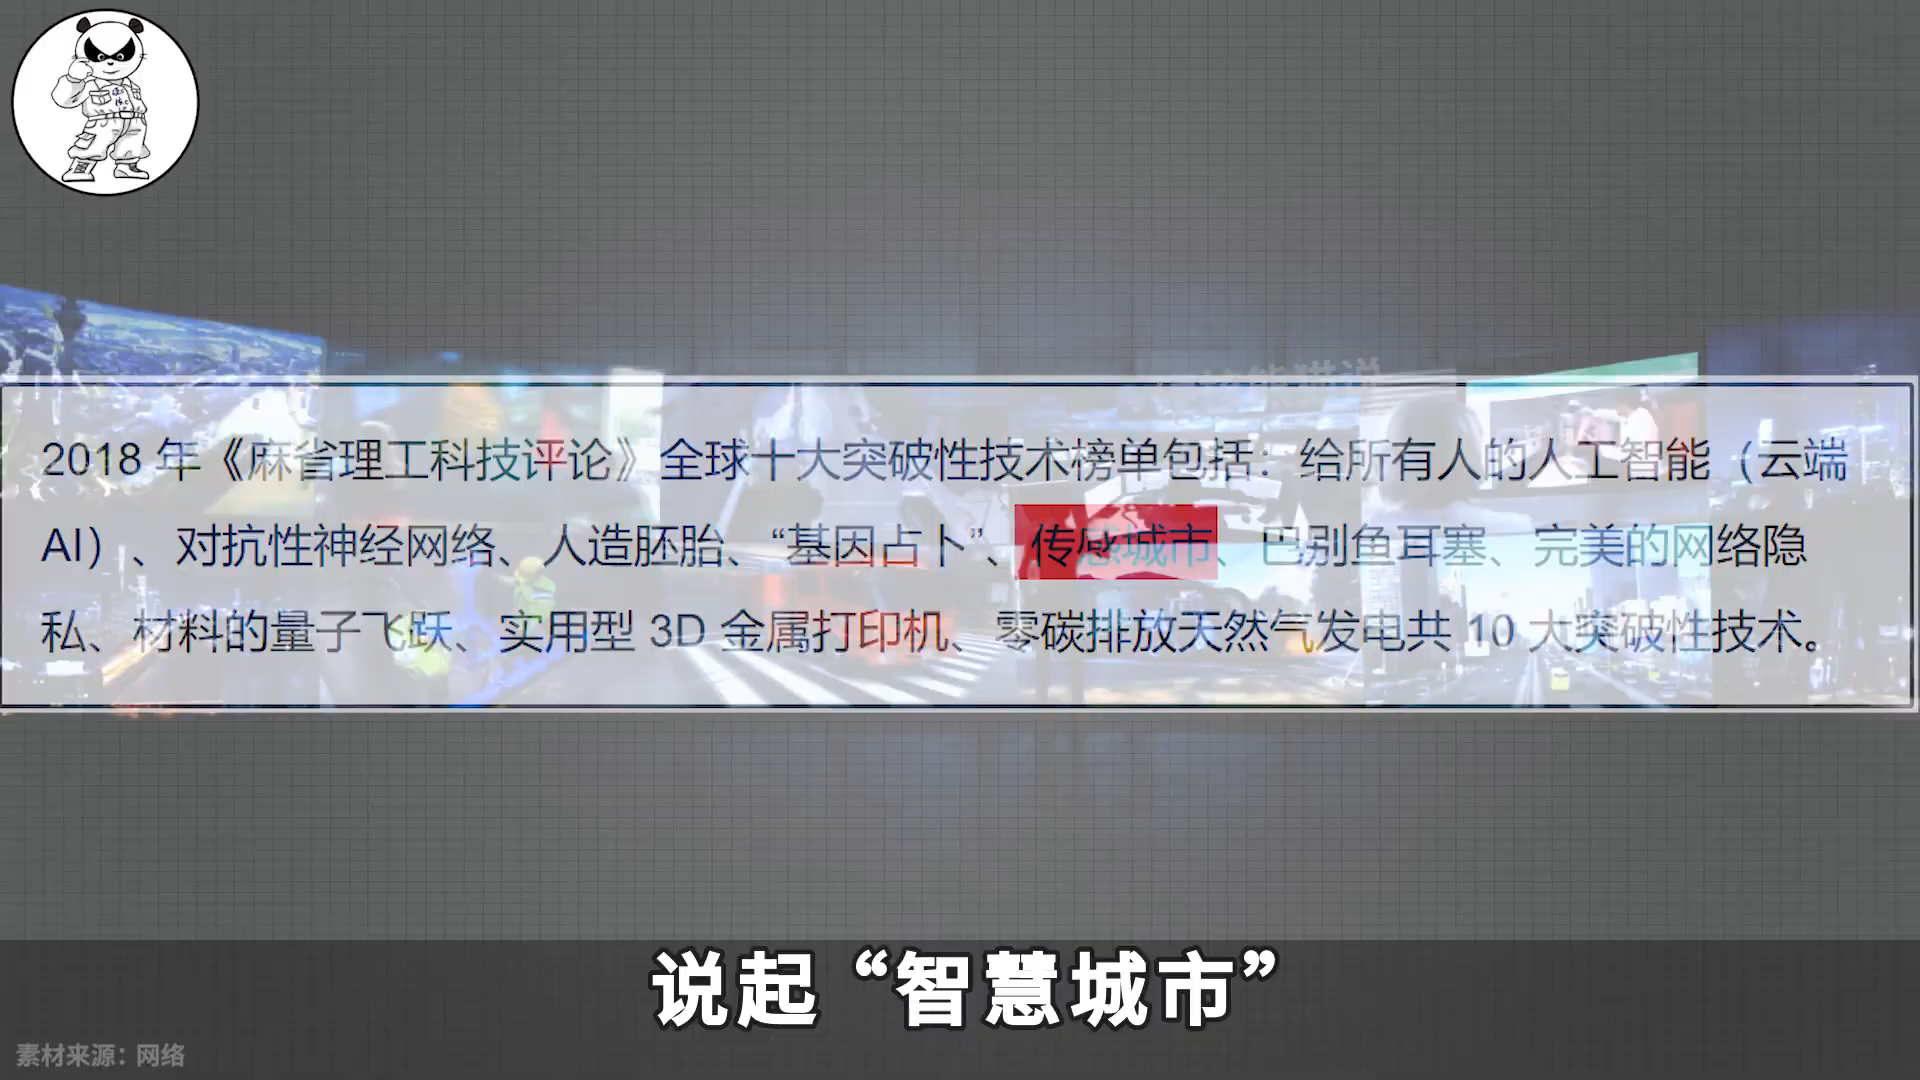 2018 年《麻省理工科技评论》全球十大突破性技术榜单包括：给所有人的人工智能（云端
AI）、对抗性神经网络、人造胚胎、“基因占卜”、传感城市、巴别鱼耳塞、完美的网络隐
私、材料的量子飞跃、实用型 3D 金属打印机、零碳排放天然气发电共 10 大突破性技术。
说起“智慧城市”
素材来源：网络